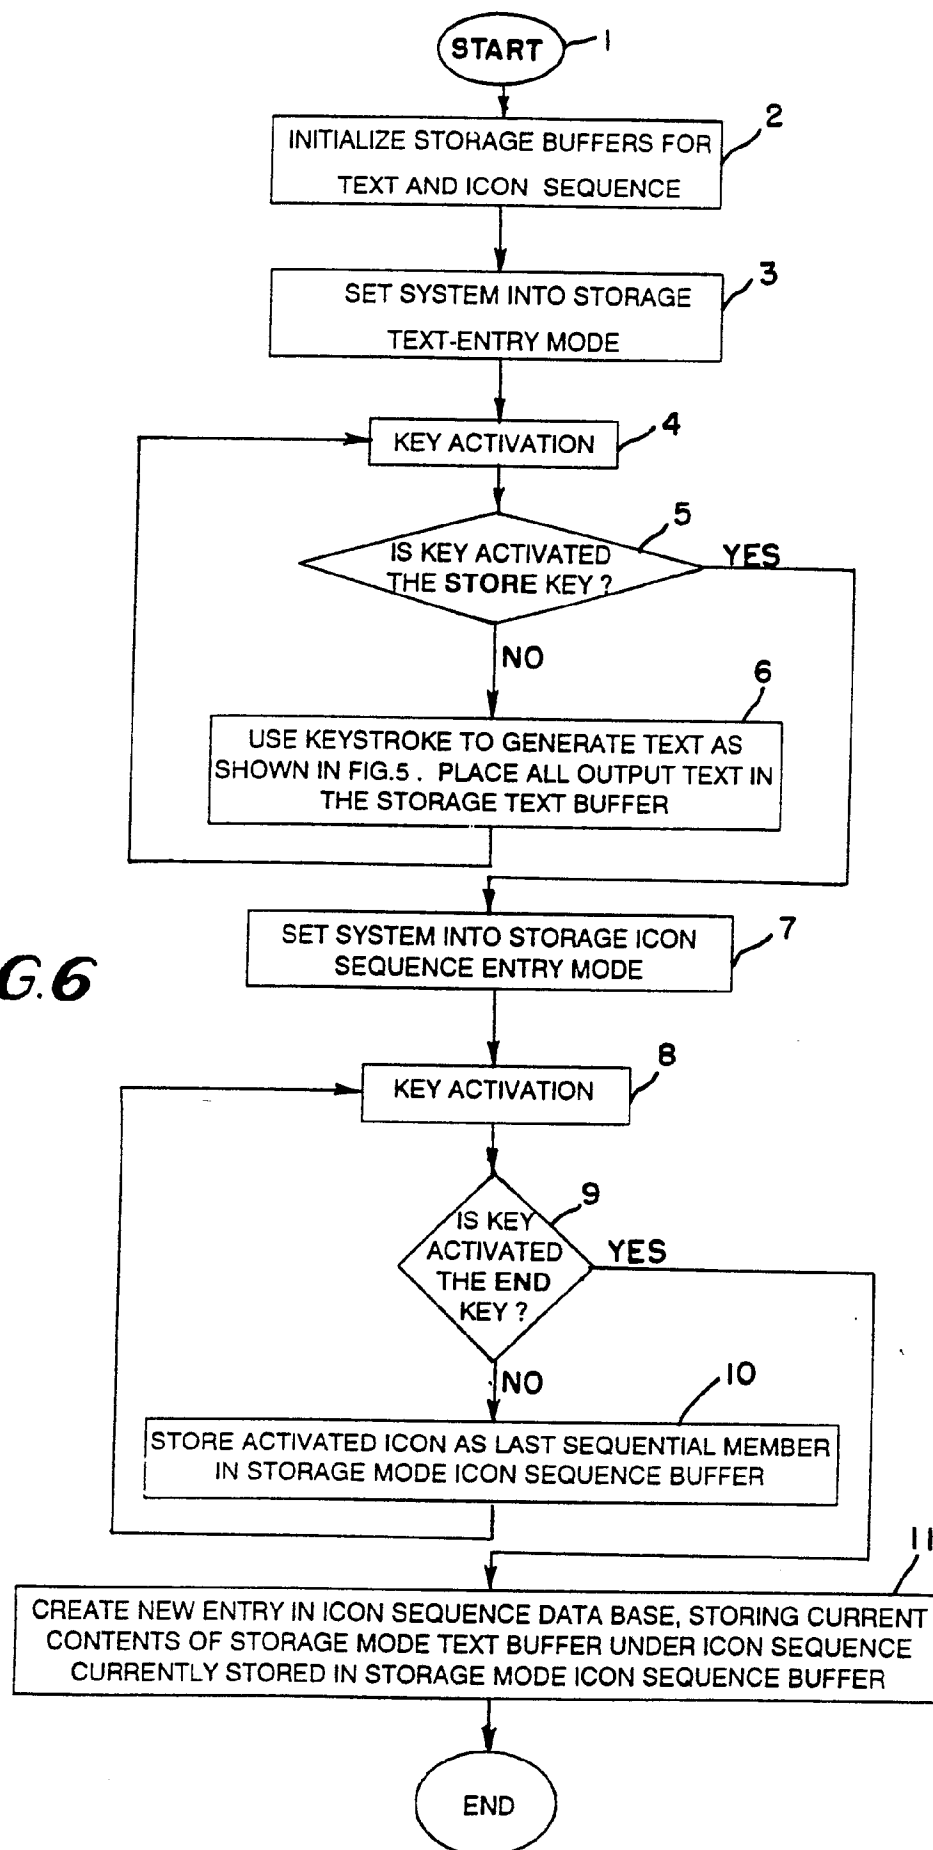 START
1
2
INITIALIZE STORAGE BUFFERS FOR
TEXT AND ICON SEQUENCE
3
SET SYSTEM INTO STORAGE
TEXT-ENTRY MODE
4
KEY ACTIVATION
5
IS KEY ACTIVATED
THE STORE KEY ?
YES
NO
6
USE KEYSTROKE TO GENERATE TEXT AS
SHOWN IN FIG.5 . PLACE ALL OUTPUT TEXT IN
THE STORAGE TEXT BUFFER
7
SET SYSTEM INTO STORAGE ICON
SEQUENCE ENTRY MODE
G.6
8
KEY ACTIVATION
9
IS KEY
ACTIVATED
THE END
KEY ?
YES
NO
10
STORE ACTIVATED ICON AS LAST SEQUENTIAL MEMBER
IN STORAGE MODE ICON SEQUENCE BUFFER
11
CREATE NEW ENTRY IN ICON SEQUENCE DATA BASE, STORING CURRENT
CONTENTS OF STORAGE MODE TEXT BUFFER UNDER ICON SEQUENCE
CURRENTLY STORED IN STORAGE MODE ICON SEQUENCE BUFFER
END